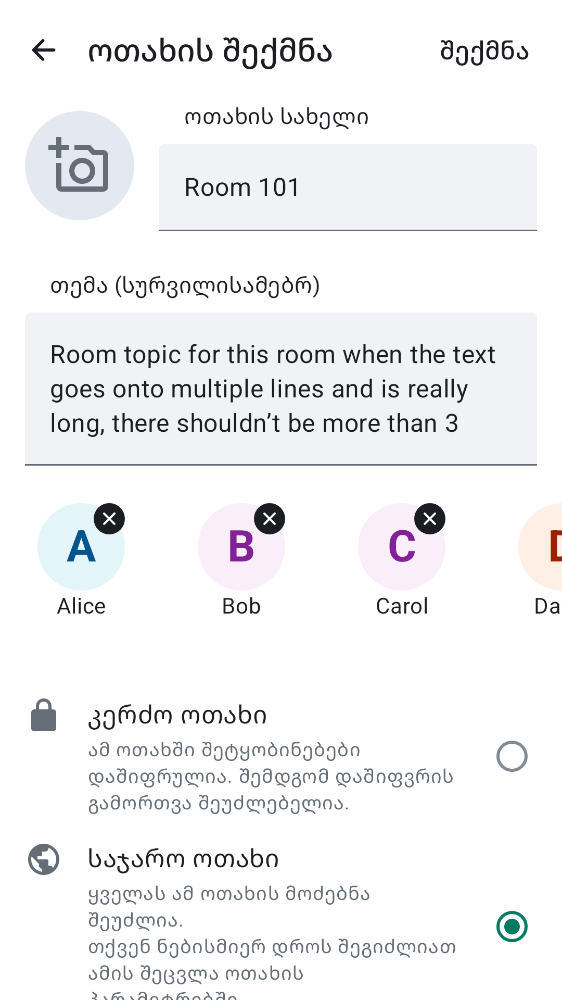 ოთახის შექმნა
შექმნა
ოთახის სახელი
Room 101
თემა (სურვილისამებრ)
Room topic for this room when the text
goes onto multiple lines and is really
long, there shouldn’t be more than 3
A
B
C
Alice
Bob
Carol
Da
კერძო ოთახი
ამ ოთახში შეტყობინებები
დაშიფრულია. შემდგომ დაშიფვრის
გამორთვა შეუძლებელია.
საჯარო ოთახი
ყველას ამ ოთახის მოძებნა
შეუძლია.
თქვენ ნებისმიერ დროს შეგიძლიათ
ამის შეცვლა ოთახის